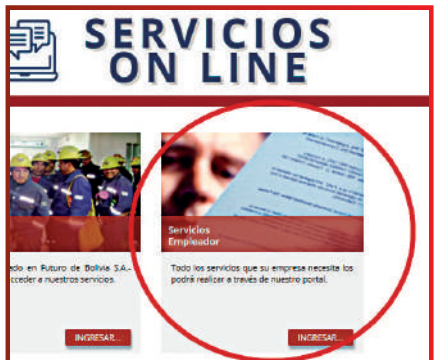 SERVICIOS
ON LINE
Servicios
Empleador
ado en Futuro de Bolivia S.A.-
cceder a nuestros servicios.
Todo los servicios que su empresa necesita los
podrá realizar a través de nuestro portal.
INGRESAR...
INGRESAR...